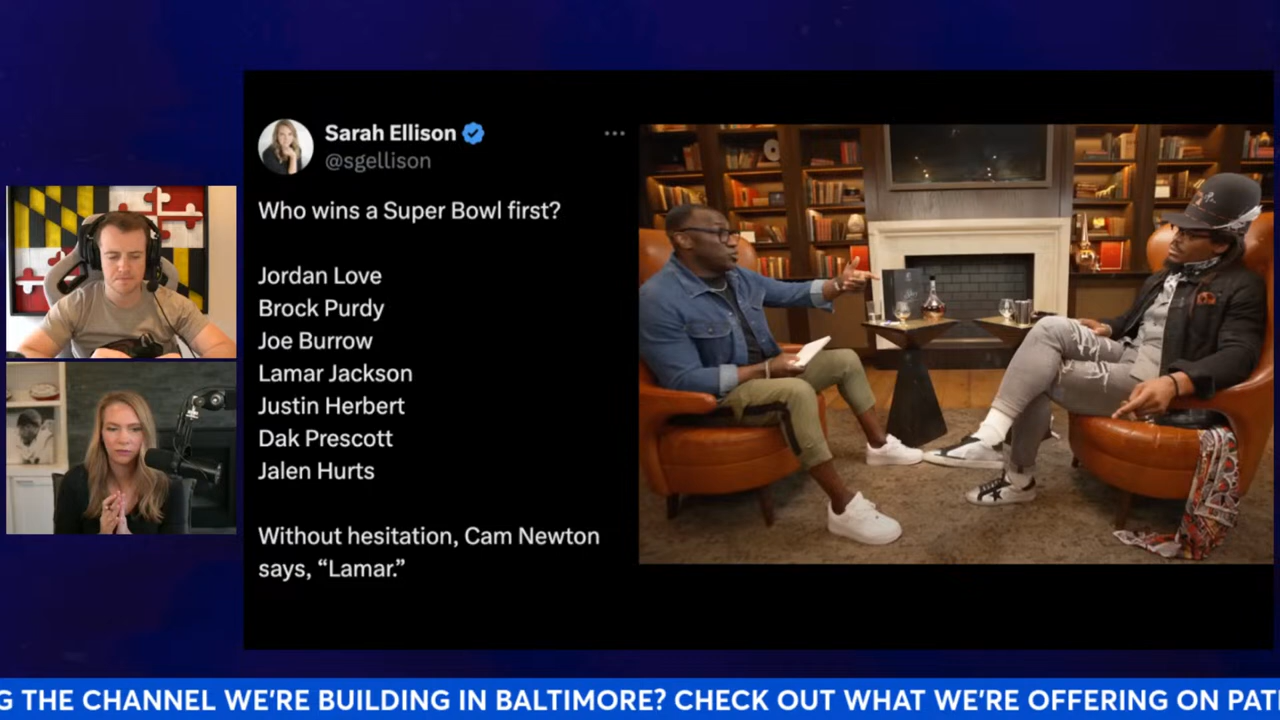 Sarah Ellison
@sgellison
Who wins a Super Bowl first?
Jordan Love
Brock Purdy
Joe Burrow
Lamar Jackson
Justin Herbert
Dak Prescott
Jalen Hurts
Without hesitation, Cam Newton
says, “Lamar.”
G THE CHANNEL WE'RE BUILDING IN BALTIMORE? CHECK OUT WHAT WE'RE OFFERING ON PAT